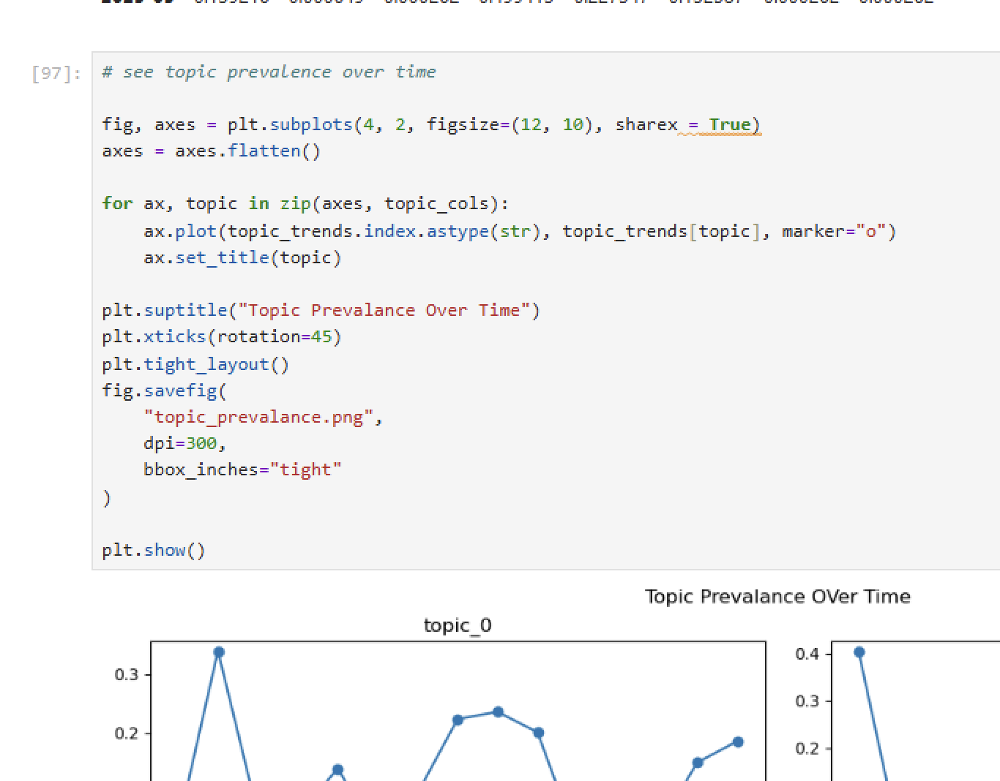 [97]: # see topic prevalence over time
fig, axes = plt.subplots(4, 2, figsize=(12, 10), sharex = True)
axes = axes.flatten()
for ax, topic in zip(axes, topic_cols):
    ax.plot(topic_trends.index.astype(str), topic_trends[topic], marker="o")
    ax.set_title(topic)
plt.suptitle("Topic Prevalance Over Time")
plt.xticks(rotation=45)
plt.tight_layout()
fig.savefig(
    "topic_prevalance.png",
    dpi=300,
    bbox_inches="tight"
)
plt.show()
Topic Prevalance OVer Time
topic_0
0.3
0.2
0.4
0.3
0.2